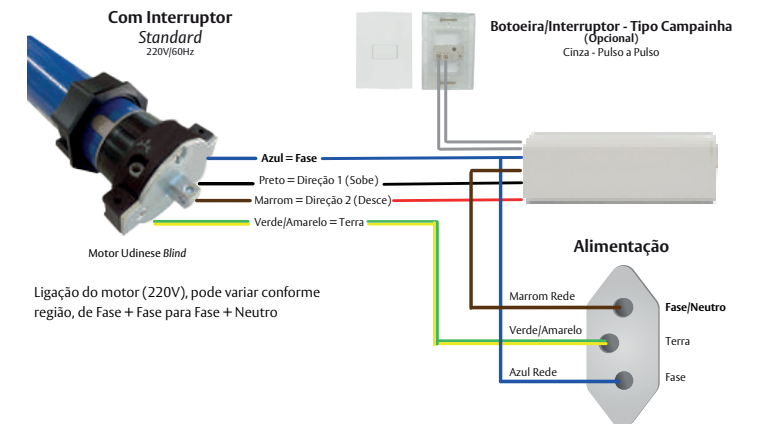 Com Interruptor
Standard
220V/60Hz
Botoeira/Interruptor - Tipo Campainha
(Opcional)
Cinza - Pulso a Pulso
Azul = Fase
Preto = Direção 1 (Sobe)
Marrom = Direção 2 (Desce)
Verde/Amarelo = Terra
Motor Udinese Blind
Ligação do motor (220V), pode variar conforme
região, de Fase + Fase para Fase + Neutro
Alimentação
Marrom Rede
Fase/Neutro
Verde/Amarelo
Terra
Azul Rede
Fase